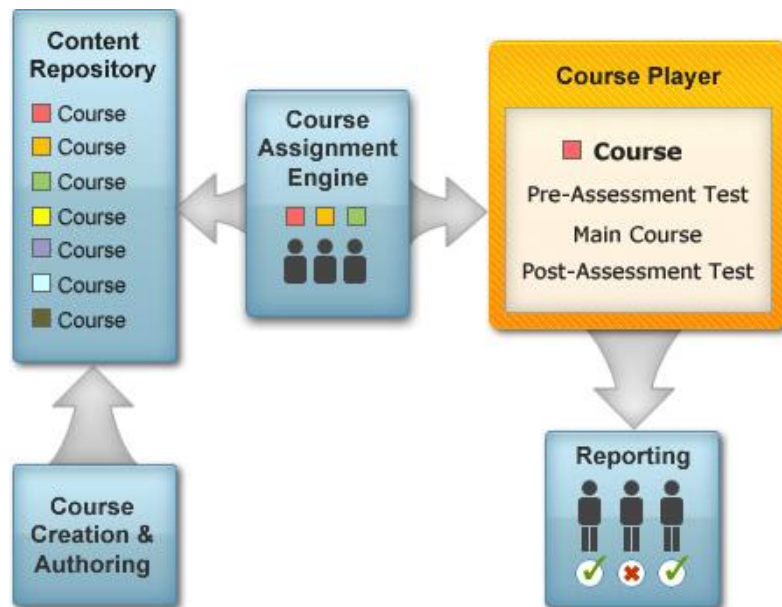 Content
Repository
Course
Course
Course
Course
Course
Course
Course
Course
Assignment
Engine
Course Player
Course
Pre-Assessment Test
Main Course
Post-Assessment Test
Course
Creation &
Authoring
Reporting